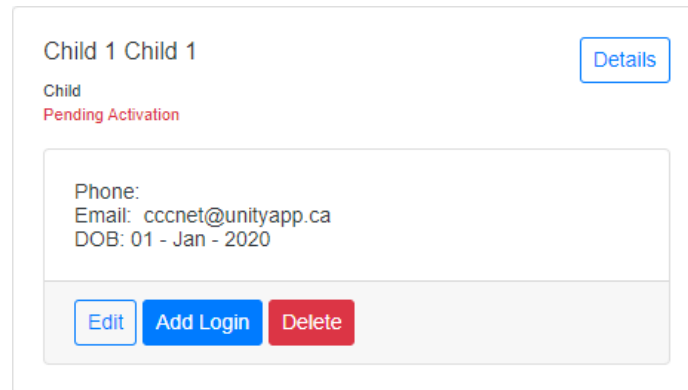 Child 1 Child 1
Details
Child
Pending Activation
Phone:
Email: cccnet@unityapp.ca
DOB: 01 - Jan - 2020
Edit
Add Login
Delete